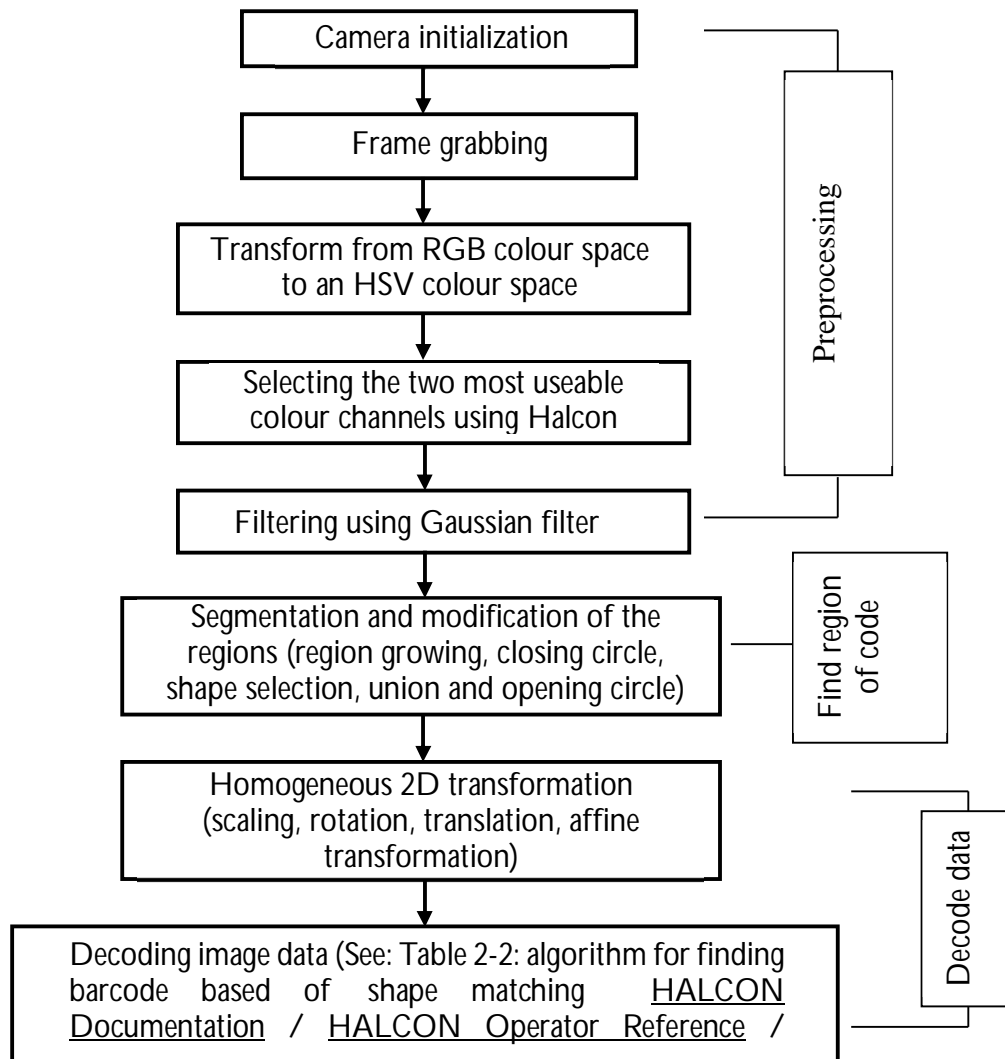 Camera initialization
Frame grabbing
Transform from RGB colour space
to an HSV colour space
Selecting the two most useable
colour channels using Halcon
Filtering using Gaussian filter
Preprocessing
Segmentation and modification of the
regions (region growing, closing circle,
shape selection, union and opening circle)
Find region
of code
Homogeneous 2D transformation
(scaling, rotation, translation, affine
transformation)
Decoding image data (See: Table 2-2: algorithm for finding
barcode based of shape matching HALCON
Documentation / HALCON Operator Reference /
Decode data